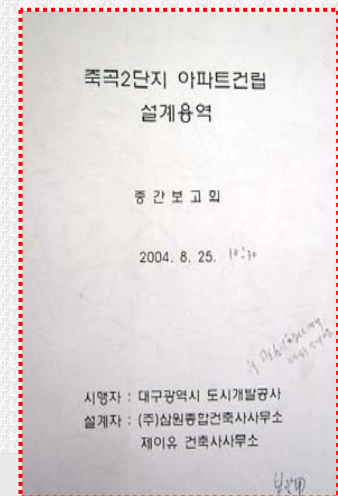 죽곡2단지 아파트건립
설계용역
중간보고회
2004. 8. 25. 10:30
시행자 : 대구광역시 도시개발공사
설계자 : (주)삼원종합건축사사무소
제이유 건축사사무소